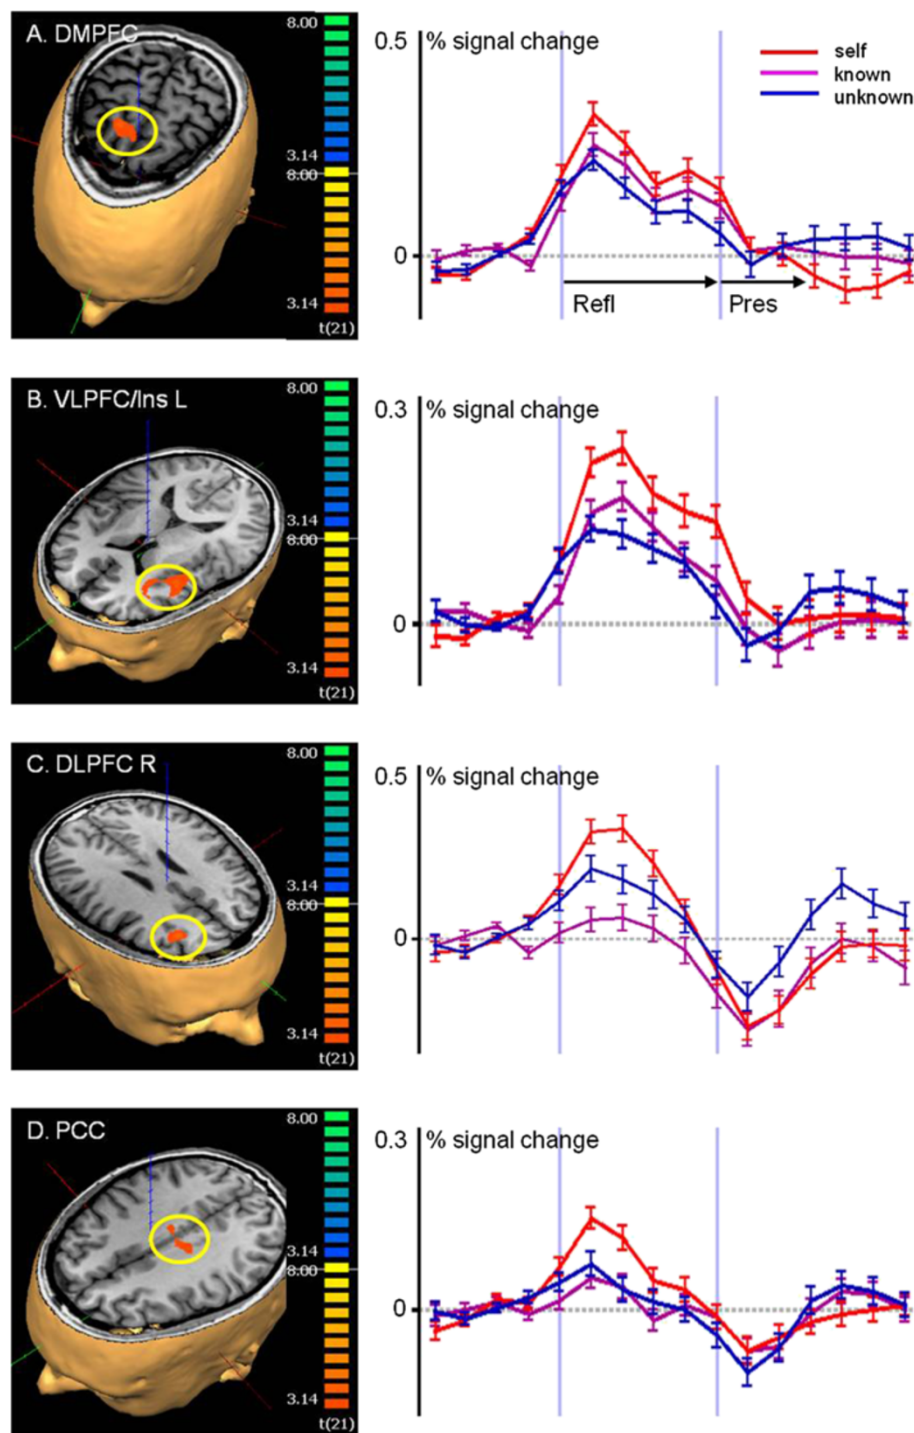 A. DMPFC
8.00
3.14
8.00
3.14
t(21)
0.5
% signal change
self
known
unknown
0
Refl
Pres
B. VLPFC/Ins L
8.00
3.14
8.00
3.14
t(21)
0.3
% signal change
0
C. DLPFC R
8.00
3.14
8.00
3.14
t(21)
0.5
% signal change
0
D. PCC
8.00
3.14
8.00
3.14
t(21)
0.3
% signal change
0